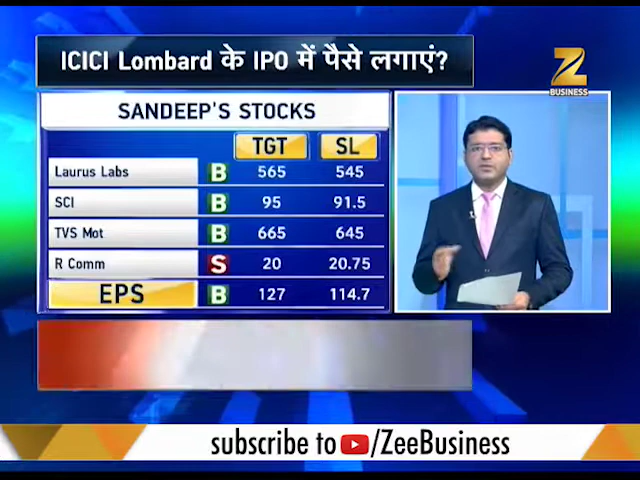 ICICI Lombard के IPO में पैसे लगाएं?
Z
BUSINESS
SANDEEP'S STOCKS
TGT SL
Laurus Labs B 565 545
SCI B 95 91.5
TVS Mot B 665 645
R Comm S 20 20.75
EPS B 127 114.7
subscribe to /ZeeBusiness